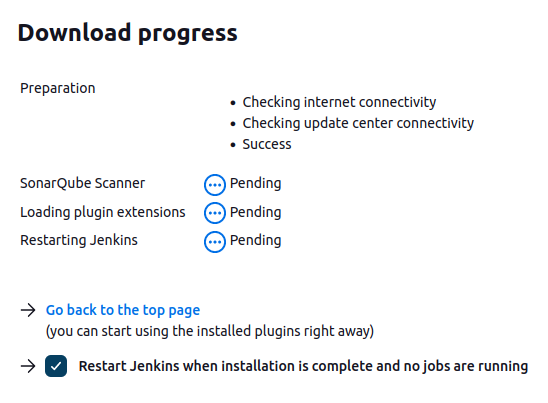 Download progress
Preparation
Checking internet connectivity
Checking update center connectivity
Success
SonarQube Scanner Pending
Loading plugin extensions Pending
Restarting Jenkins Pending
Go back to the top page
(you can start using the installed plugins right away)
Restart Jenkins when installation is complete and no jobs are running